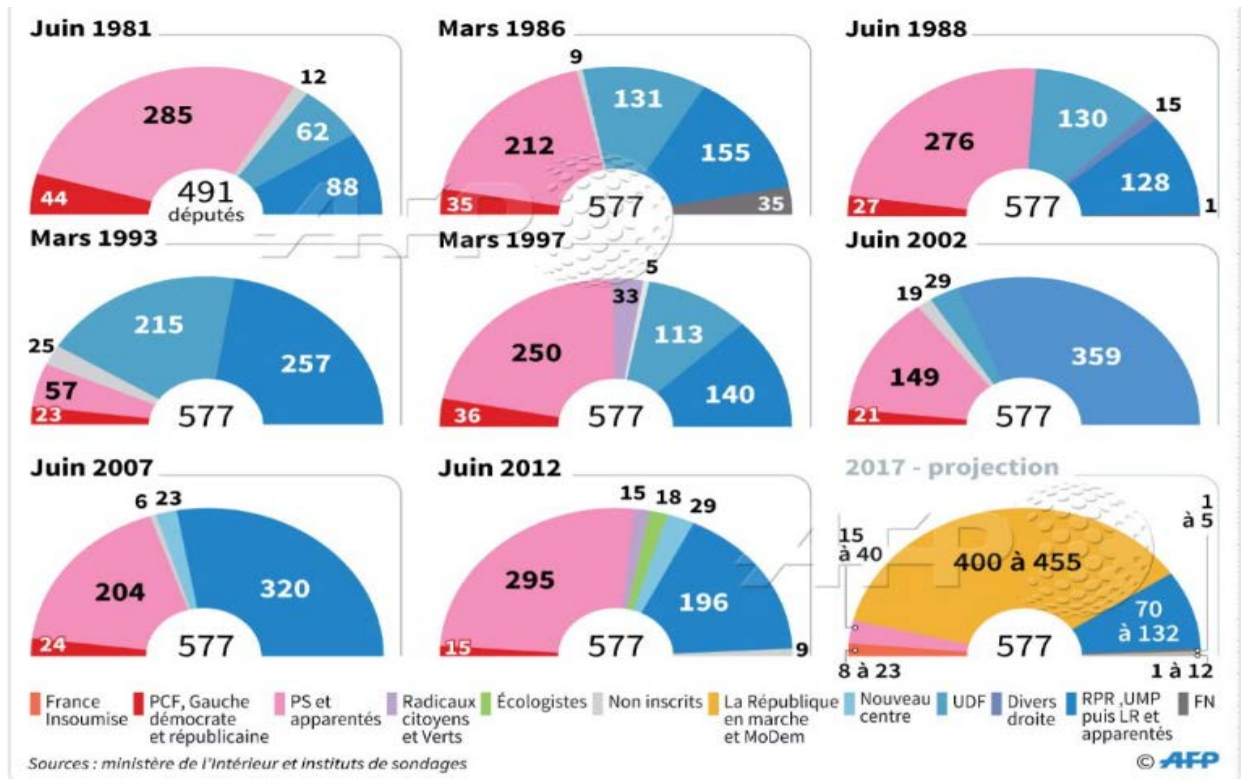 Juin 1981
12
285
62
88
44
491
députés
Mars 1986
9
131
212
155
35
577
35
Juin 1988
130
15
276
128
27
577
1
Mars 1993
25
215
257
57
23
577
Mars 1997
5
33
113
250
140
36
577
Juin 2002
29
19
359
149
21
577
Juin 2007
6
23
204
320
24
577
Juin 2012
15
18
29
295
196
15
577
9
2017 - projection
1
à 5
15
à 40
400 à 455
70
à 132
577
8 à 23
1 à 12
France
Insoumise
PCF, Gauche
démocrate
et républicaine
PS et
apparentés
Radicaux
citoyens
et Verts
Écologistes
Non inscrits
La République
en marche
et MoDem
Nouveau
centre
UDF
Divers
droite
RPR ,UMP
puis LR et
apparentés
FN
Sources : ministère de l'Intérieur et instituts de sondages
© AFP
AFP
AFP